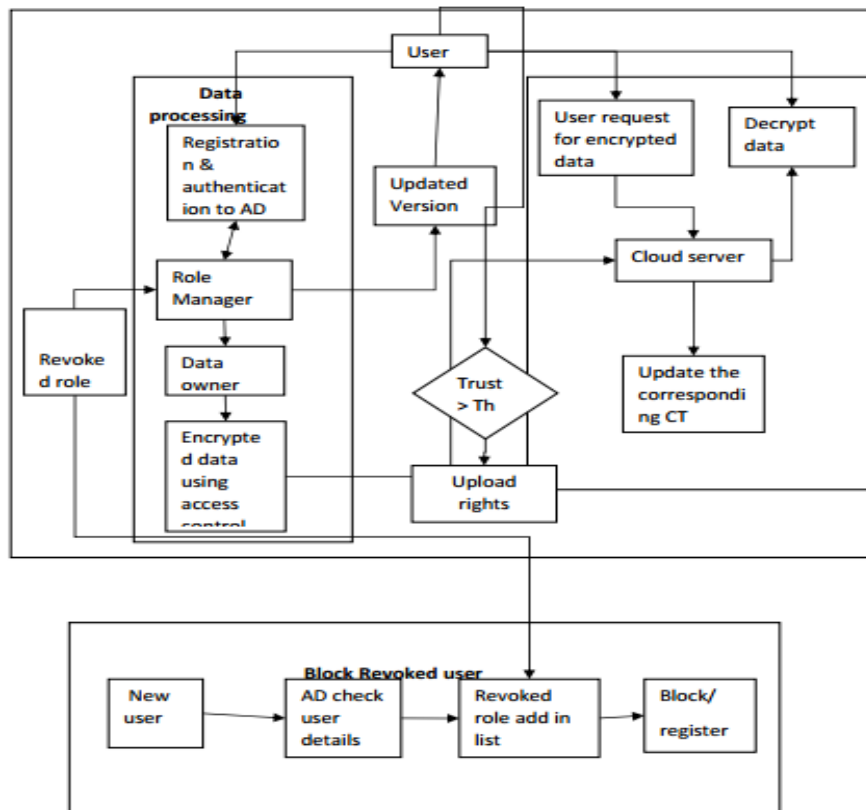 User
Data
processing
Registratio
n &
authenticat
ion to AD
Updated
Version
User request
for encrypted
data
Decrypt
data
Role
Manager
Cloud server
Revoke
d role
Data
owner
Trust
> Th
Update the
correspondi
ng CT
Encrypte
d data
using
access
control
Upload
rights
Block Revoked user
New
user
AD check
user
details
Revoked
role add in
list
Block/
register